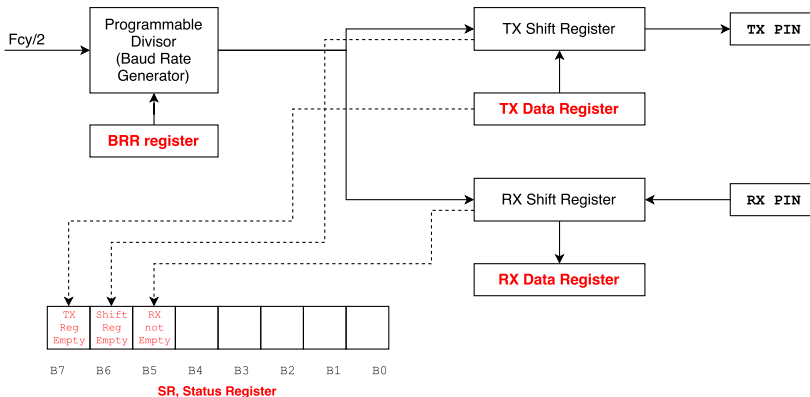 Fcy/2
Programmable
Divisor
(Baud Rate
Generator)
BRR register
TX Shift Register
TX PIN
TX Data Register
RX Shift Register
RX PIN
RX Data Register
TX
Reg
Empty
Shift
Reg
Empty
RX
not
Empty
B7 B6 B5 B4 B3 B2 B1 B0
SR, Status Register